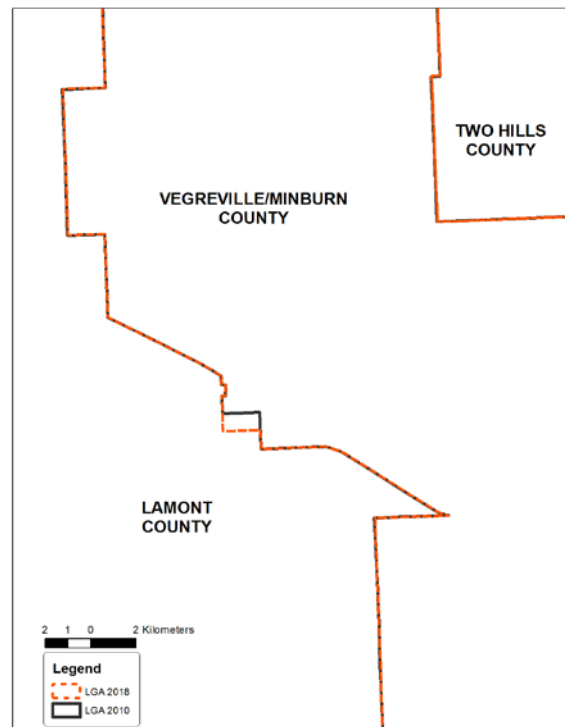 TWO HILLS
COUNTY
VEGREVILLE/MINBURN
COUNTY
LAMONT
COUNTY
2 1 0 2 Kilometers
Legend
LGA 2018
LGA 2010